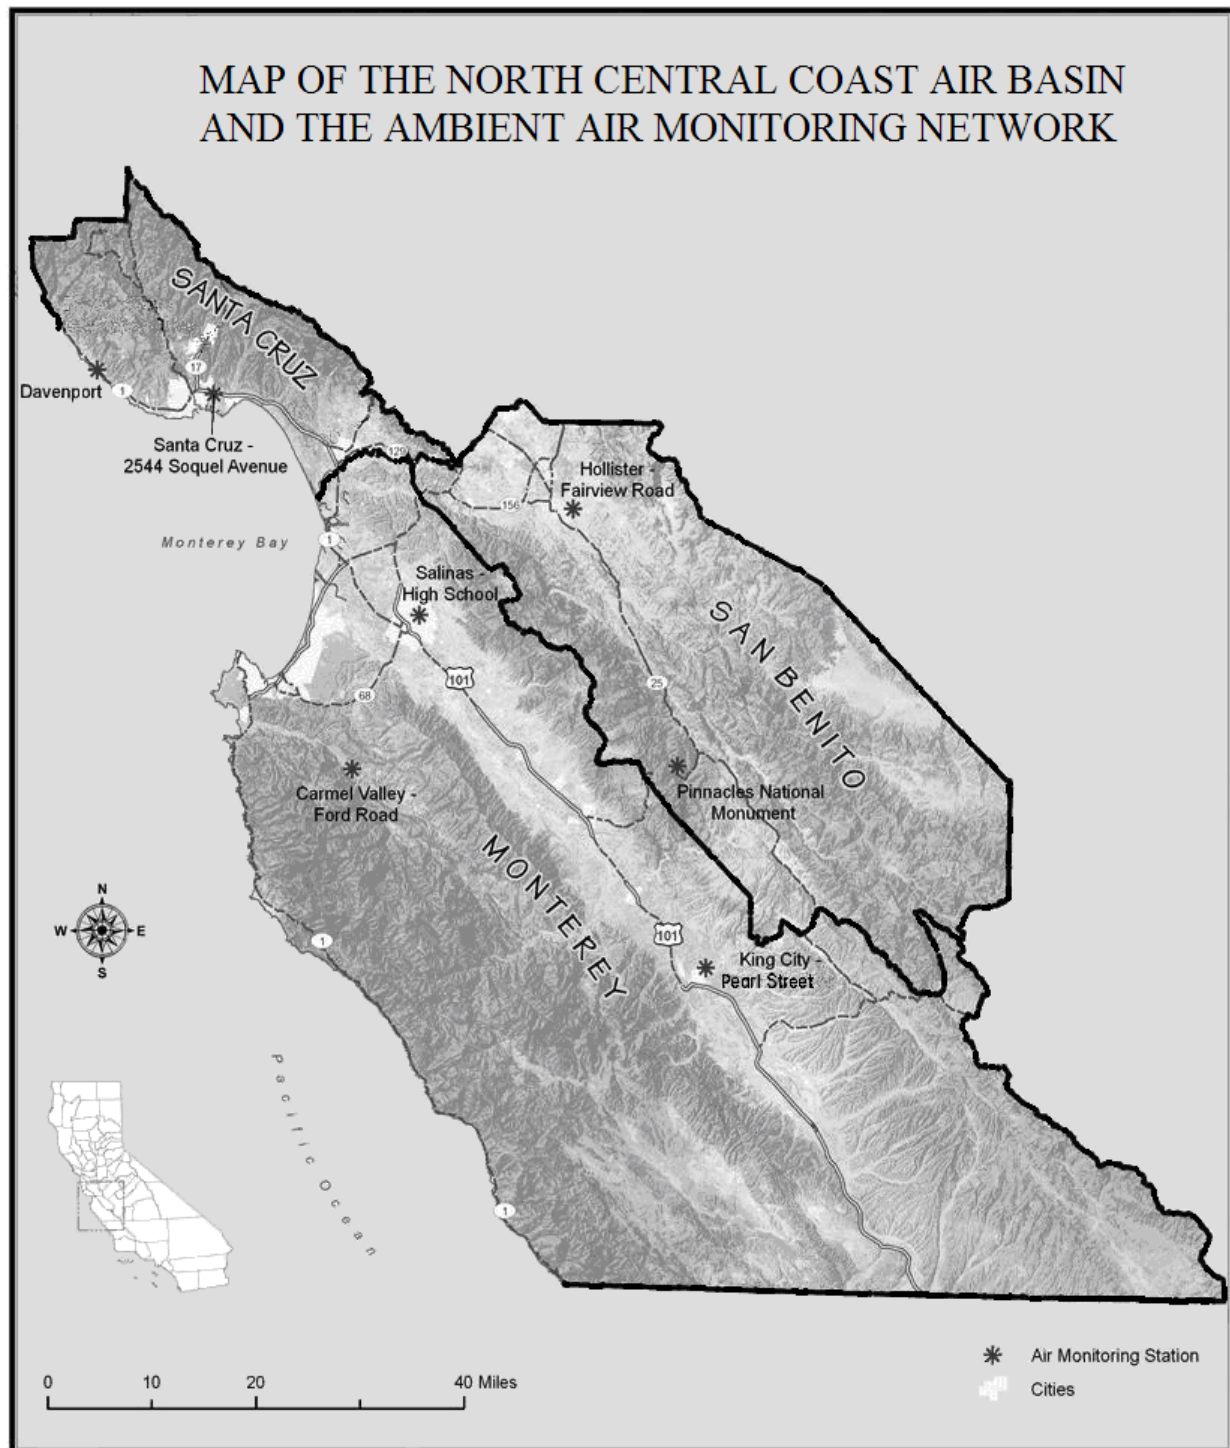 MAP OF THE NORTH CENTRAL COAST AIR BASIN
AND THE AMBIENT AIR MONITORING NETWORK
SANTA CRUZ
17
Davenport
1
Santa Cruz -
2544 Soquel Avenue
129
Hollister -
Fairview Road
156
Monterey Bay
1
Salinas -
High School
SAN BENITO
101
25
68
Carmel Valley -
Ford Road
Pinnacles National
Monument
MONTEREY
N
W
E
S
1
101
King City -
Pearl Street
Pacific Ocean
1
Air Monitoring Station
Cities
0
10
20
40 Miles